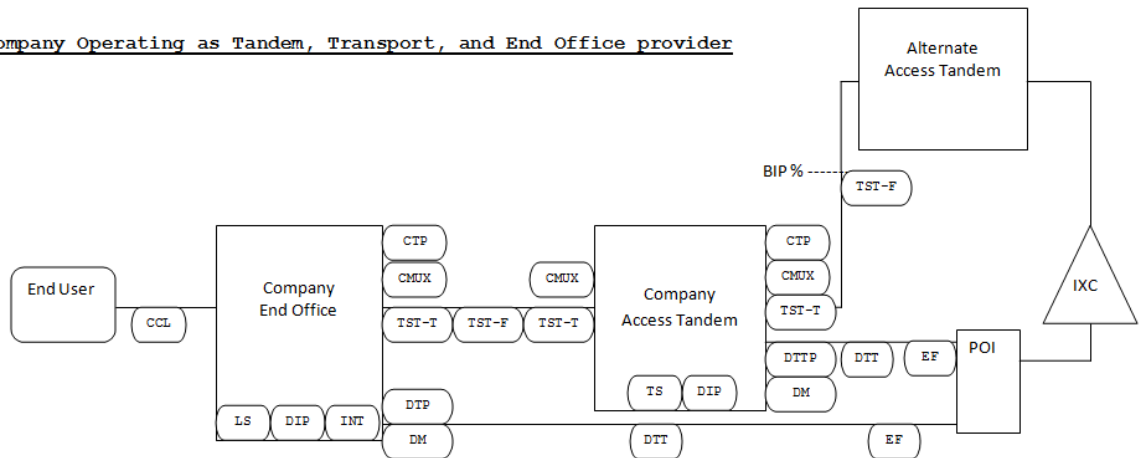 ompany Operating as Tandem, Transport, and End Office provider
Alternate
Access Tandem
BIP %
TST-F
CTP
CTP
End User
Company
End Office
CMUX
CMUX
Company
Access Tandem
CMUX
IXC
CCL
TST-T
TST-F
TST-T
TST-T
POI
DTTP
DTT
EF
TS
DIP
DM
LS
DIP
INT
DTP
DM
DTT
EF